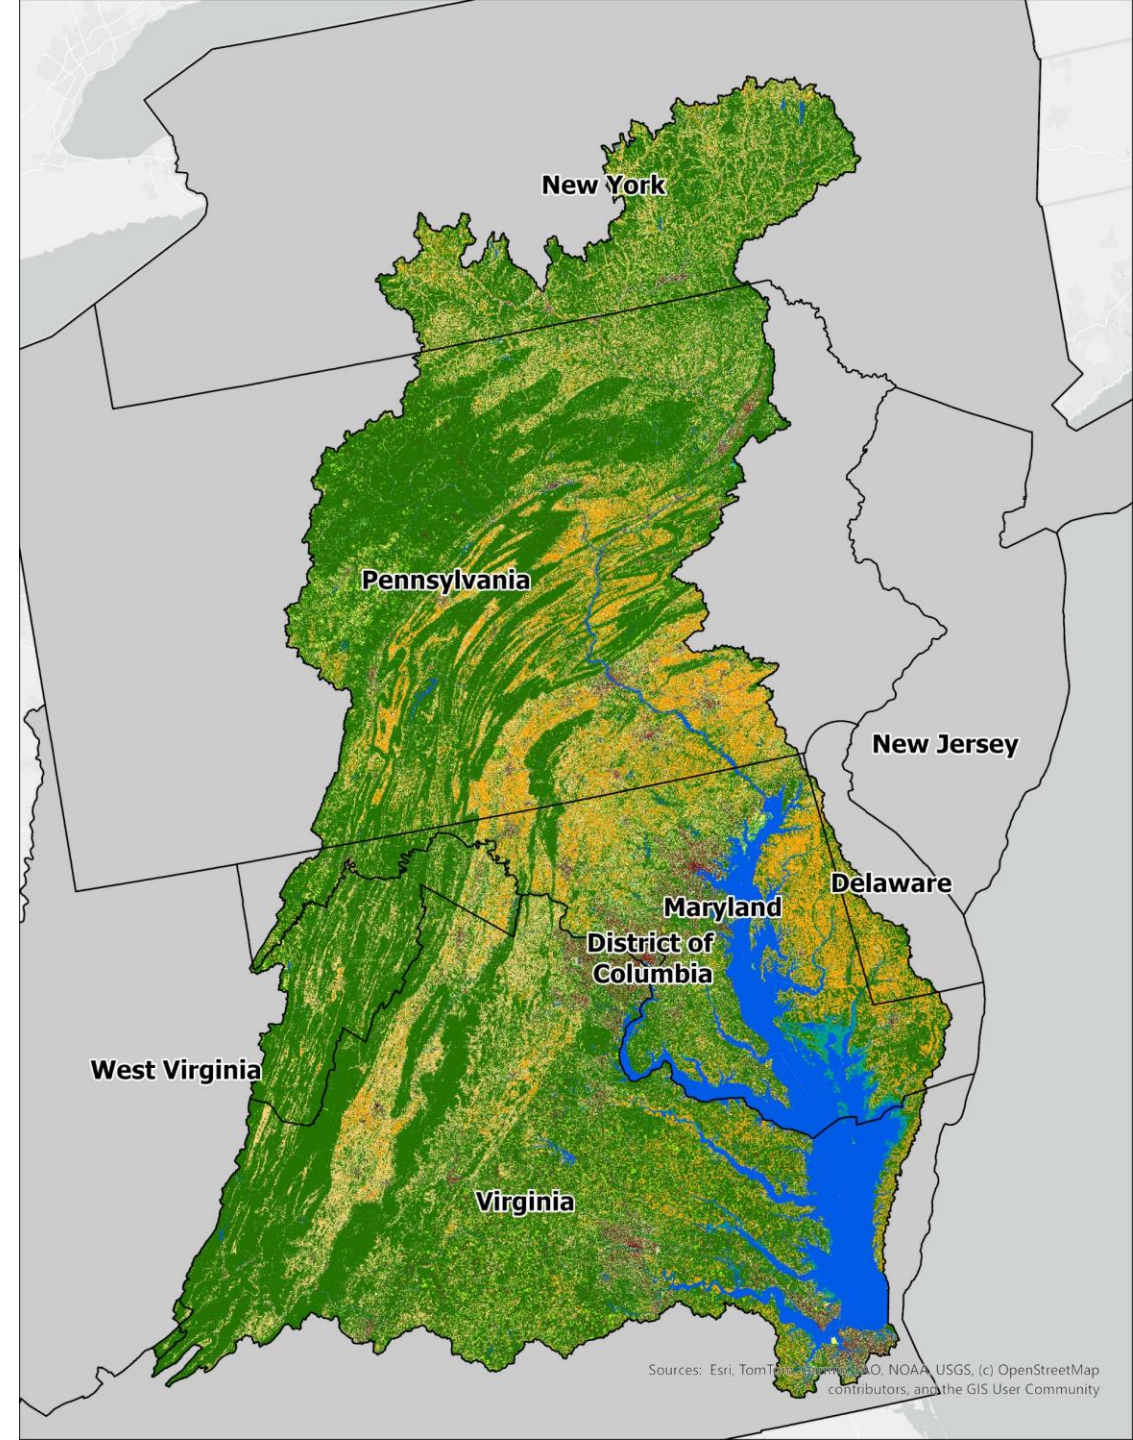 New York
Pennsylvania
New Jersey
Delaware
Maryland
District of
Columbia
West Virginia
Virginia
Sources: Esri, TomTom, FAO, NOAA, USGS, (c) OpenStreetMap
contributors, and the GIS User Community